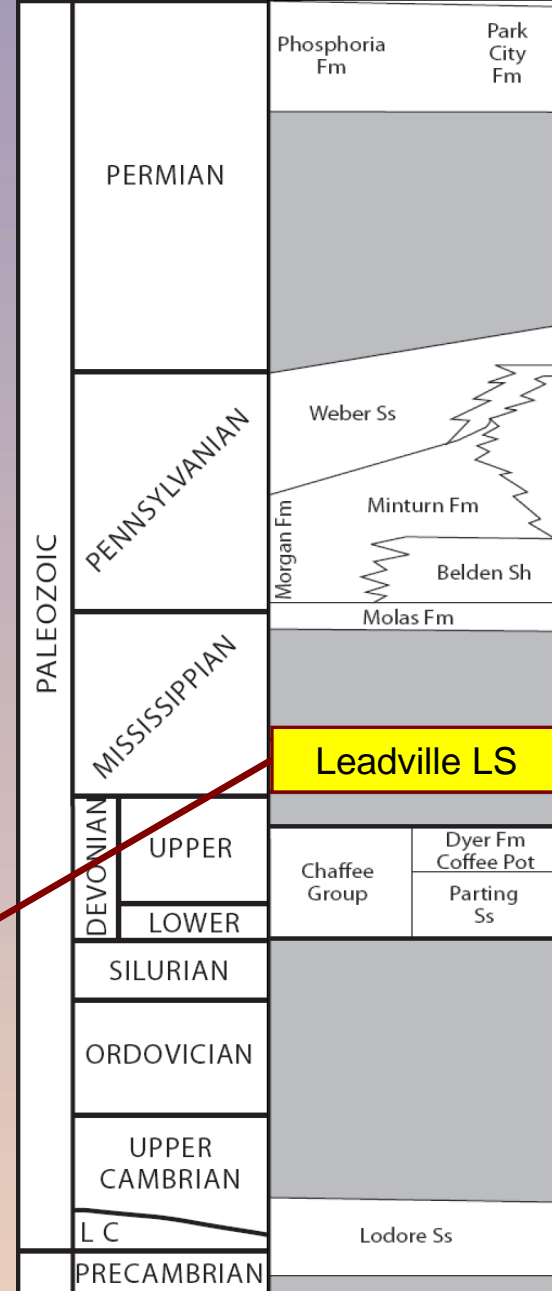 Phosphoria
Fm
Park
City
Fm
PERMIAN
Weber Ss
PENNSYLVANIAN
Morgan Fm
Minturn Fm
Belden Sh
Molas Fm
PALEOZOIC
MISSISSIPPIAN
Leadville LS
DEVONIAN
UPPER
LOWER
Chaffee
Group
Dyer Fm
Coffee Pot
Parting
Ss
SILURIAN
ORDOVICIAN
UPPER
CAMBRIAN
L C
Lodore Ss
PRECAMBRIAN